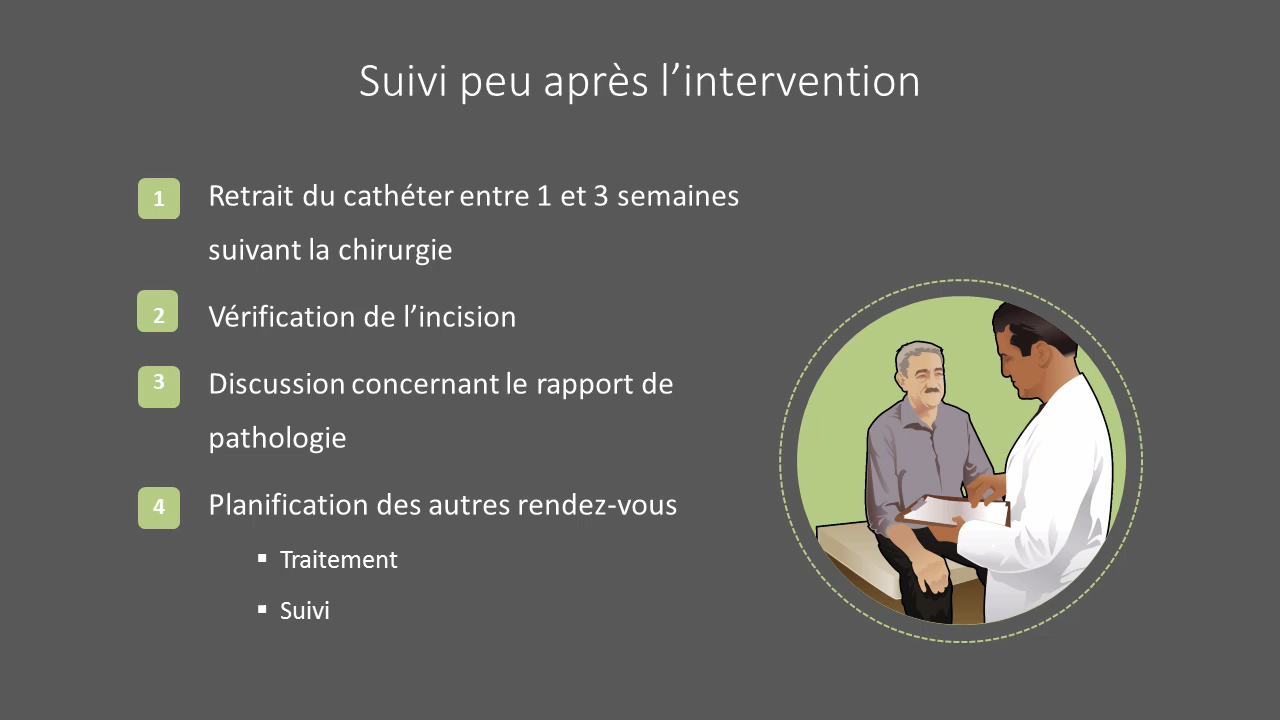 Suivi peu après l’intervention
1 Retrait du cathéter entre 1 et 3 semaines
suivant la chirurgie
2 Vérification de l’incision
3 Discussion concernant le rapport de
pathologie
4 Planification des autres rendez-vous
▪ Traitement
▪ Suivi